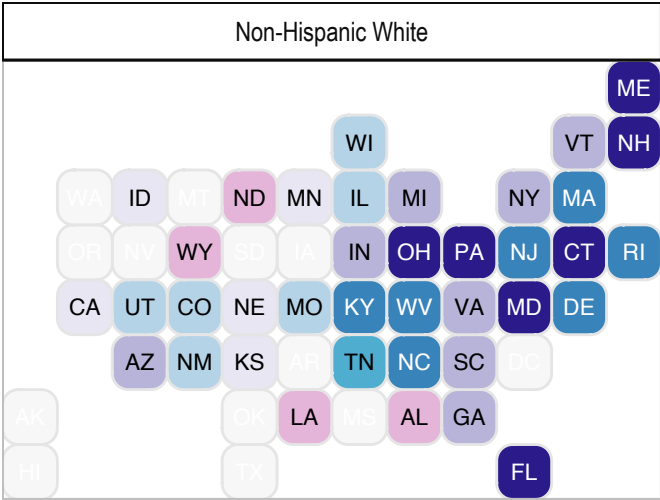 Non-Hispanic White
ME
WI VT NH
WA ID MT ND MN IL MI NY MA
OR NV WY SD IA IN OH PA NJ CT RI
CA UT CO NE MO KY WV VA MD DE
AZ NM KS AR TN NC SC DC
AK OK LA MS AL GA
HI TX FL